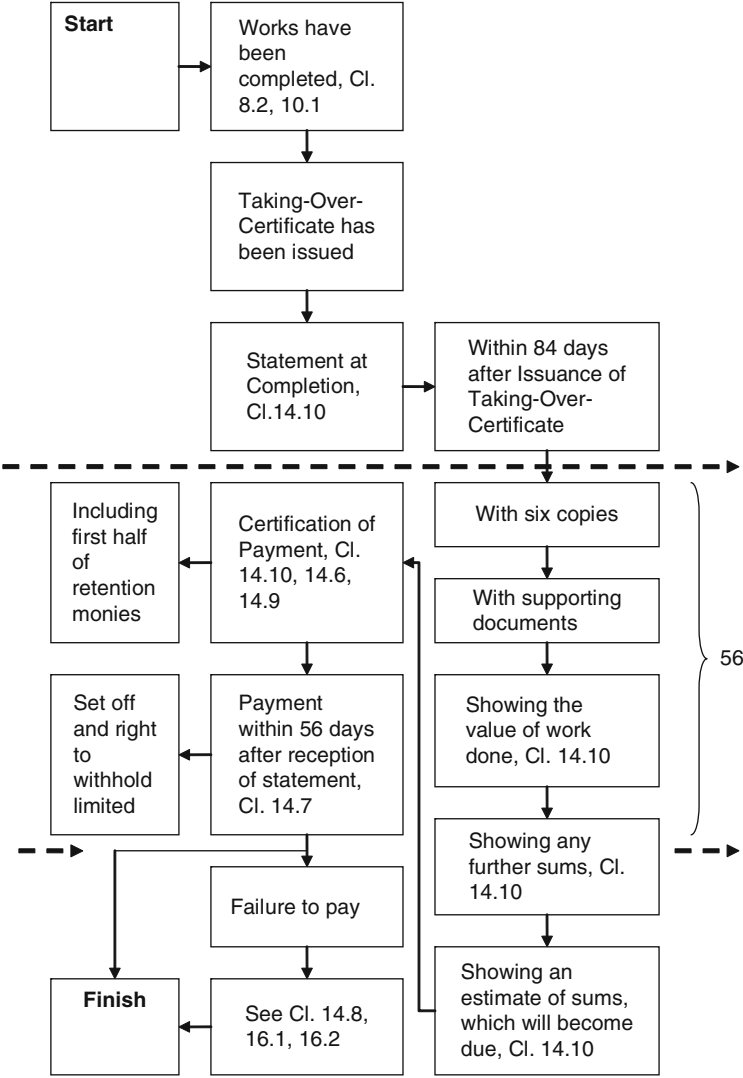 Start
Works have
been
completed, Cl.
8.2, 10.1
Taking-Over-
Certificate has
been issued
Statement at
Completion,
Cl.14.10
Within 84 days
after Issuance of
Taking-Over-
Certificate
Including
first half
of
retention
monies
Certification of
Payment, Cl.
14.10, 14.6,
14.9
With six copies
With supporting
documents
56
Set off
and right
to
withhold
limited
Payment
within 56 days
after reception
of statement,
Cl. 14.7
Showing the
value of work
done, Cl. 14.10
Showing any
further sums, Cl.
14.10
Failure to pay
Finish
See Cl. 14.8,
16.1, 16.2
Showing an
estimate of sums,
which will become
due, Cl. 14.10